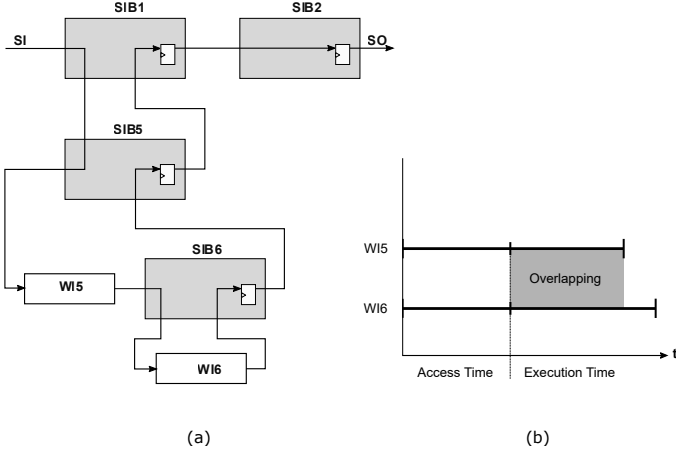 SIB1
SIB2
SI
SO
SIB5
SIB6
WI5
WI6
WI5
Overlapping
WI6
t
Access Time
Execution Time
(a)
(b)